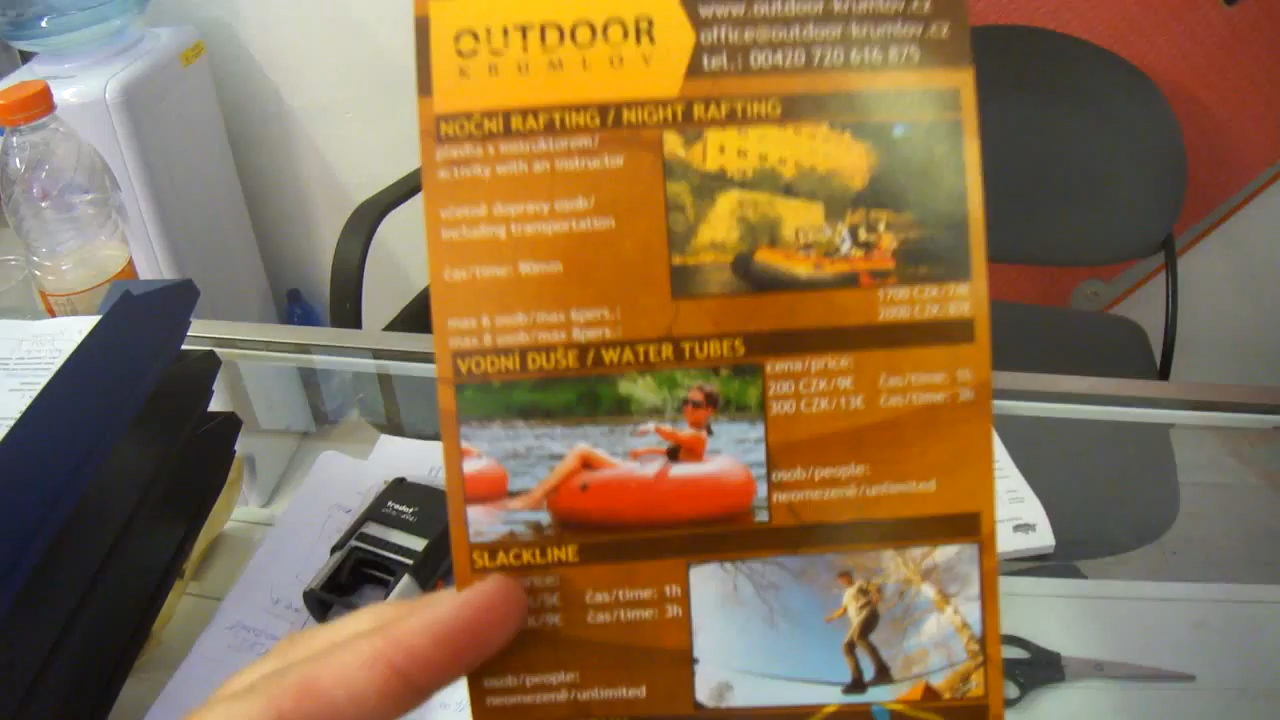 OUTDOOR
KRUMLOV
www.outdoor-krumlov.cz
office@outdoor-krumlov.cz
tel.: 00420 720 616 875
NOČNÍ RAFTING / NIGHT RAFTING
plavba s instruktorem/
activity with an instructor
včetně dopravy osob/
including transportation
čas/time: 90min
max 6 osob/max 6pers.:
max 8 osob/max 8pers.:
1700 CZK/
2000 CZK/
VODNÍ DUŠE / WATER TUBES
cena/price:
200 CZK/9€ čas/time: 1h
300 CZK/13€ čas/time: 3h
osob/people:
neomezeně/unlimited
SLACKLINE
/5€ čas/time: 1h
/9€ čas/time: 3h
osob/people:
neomezeně/unlimited
trodat